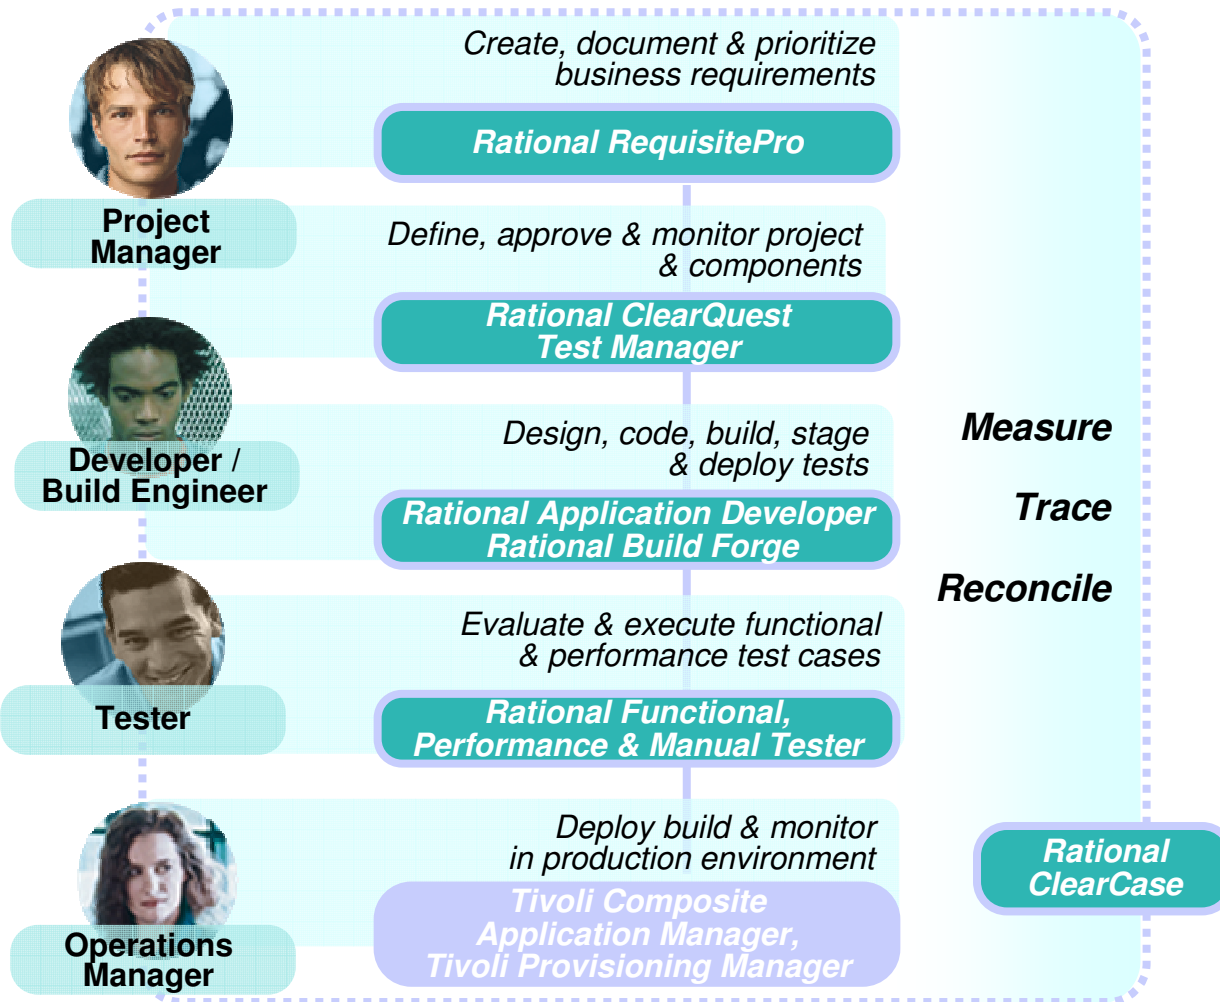 Create, document & prioritize
business requirements
Rational RequisitePro
Project
Manager
Define, approve & monitor project
& components
Rational ClearQuest
Test Manager
Developer /
Build Engineer
Design, code, build, stage
& deploy tests
Rational Application Developer
Rational Build Forge
Measure
Trace
Reconcile
Tester
Evaluate & execute functional
& performance test cases
Rational Functional,
Performance & Manual Tester
Operations
Manager
Deploy build & monitor
in production environment
Tivoli Composite
Application Manager,
Tivoli Provisioning Manager
Rational
ClearCase